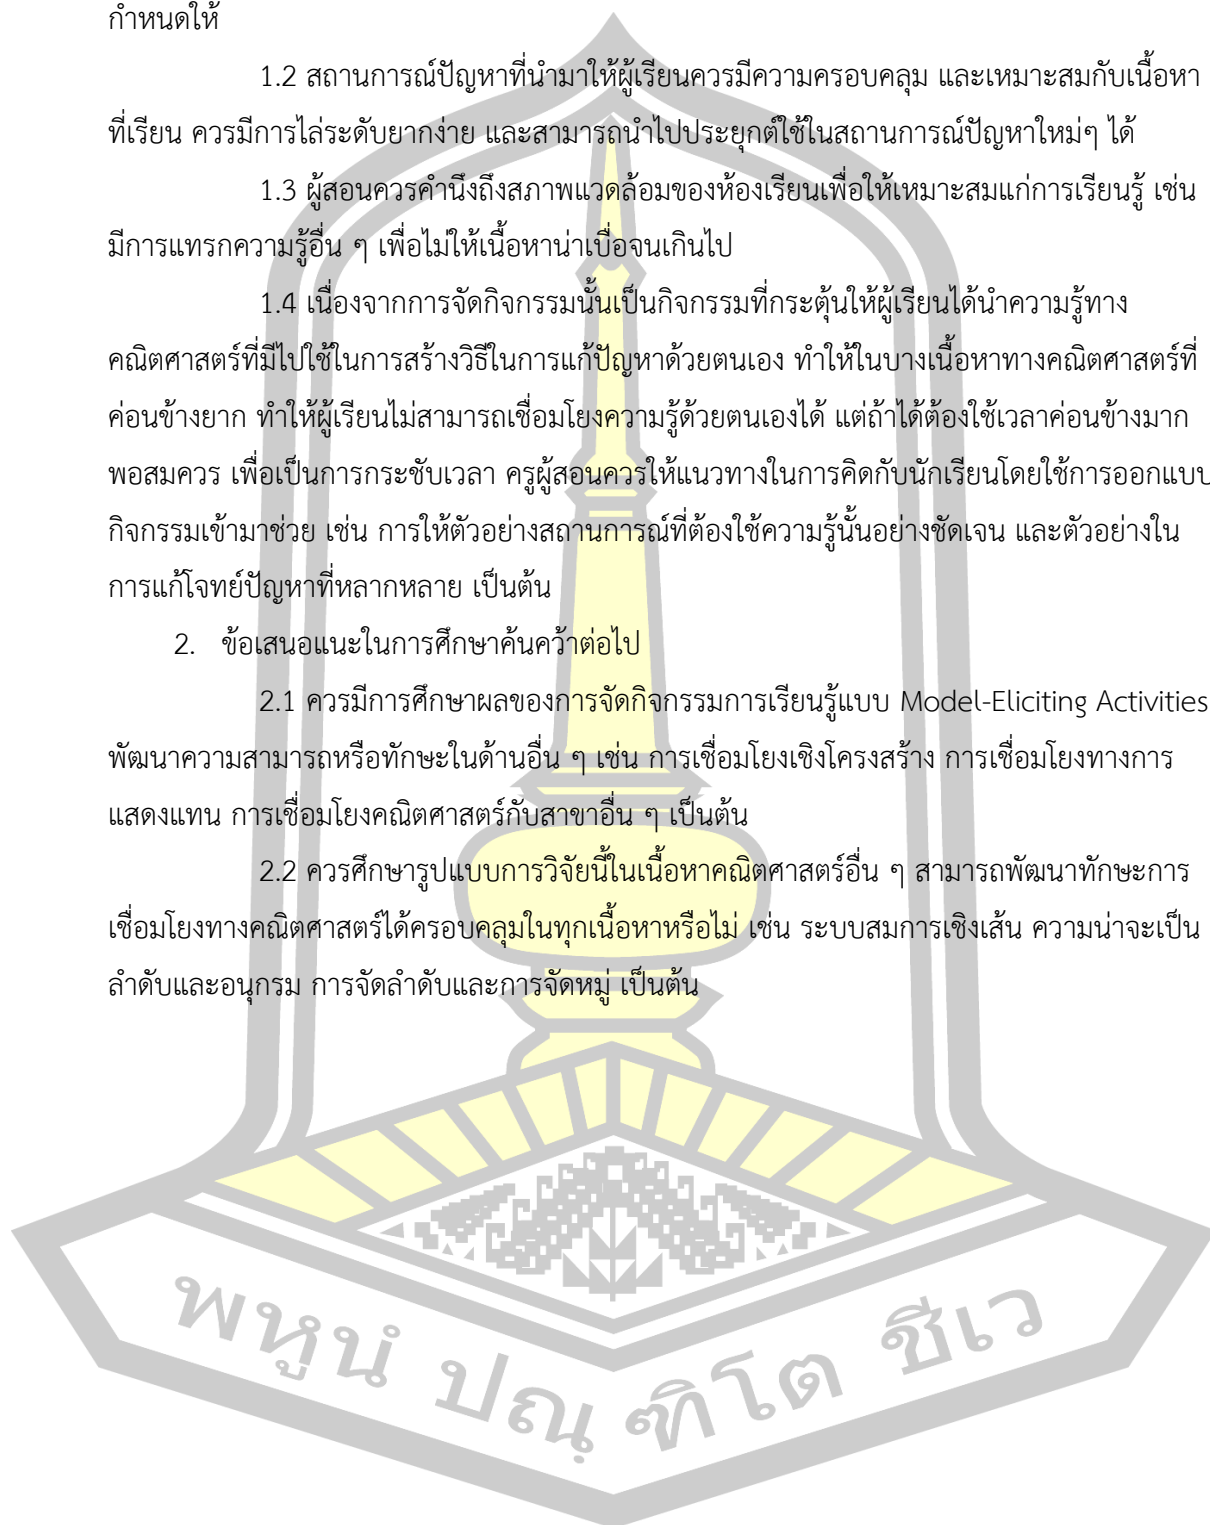 กำหนดให้
1.2 สถานการณ์ปัญหาที่นำมาให้ผู้เรียนควรมีความครอบคลุม และเหมาะสมกับเนื้อหา
ที่เรียน ควรมีการไล่ระดับยากง่าย และสามารถนำไปประยุกต์ใช้ในสถานการณ์ปัญหาใหม่ๆ ได้
1.3 ผู้สอนควรคำนึงถึงสภาพแวดล้อมของห้องเรียนเพื่อให้เหมาะสมแก่การเรียนรู้ เช่น
มีการแทรกความรู้อื่น ๆ เพื่อไม่ให้เนื้อหาน่าเบื่อจนเกินไป
1.4 เนื่องจากการจัดกิจกรรมนั้นเป็นกิจกรรมที่กระตุ้นให้ผู้เรียนได้นำความรู้ทาง
คณิตศาสตร์ที่มีไปใช้ในการสร้างวิธีในการแก้ปัญหาด้วยตนเอง ทำให้ในบางเนื้อหาทางคณิตศาสตร์ที่
ค่อนข้างยาก ทำให้ผู้เรียนไม่สามารถเชื่อมโยงความรู้ด้วยตนเองได้ แต่ถ้าได้ต้องใช้เวลาค่อนข้างมาก
พอสมควร เพื่อเป็นการกระชับเวลา ครูผู้สอนควรให้แนวทางในการคิดกับนักเรียนโดยใช้การออกแบบ
กิจกรรมเข้ามาช่วย เช่น การให้ตัวอย่างสถานการณ์ที่ต้องใช้ความรู้นั้นอย่างชัดเจน และตัวอย่างใน
การแก้โจทย์ปัญหาที่หลากหลาย เป็นต้น
2. ข้อเสนอแนะในการศึกษาค้นคว้าต่อไป
2.1 ควรมีการศึกษาผลของการจัดกิจกรรมการเรียนรู้แบบ Model-Eliciting Activities
พัฒนาความสามารถหรือทักษะในด้านอื่น ๆ เช่น การเชื่อมโยงเชิงโครงสร้าง การเชื่อมโยงทางการ
แสดงแทน การเชื่อมโยงคณิตศาสตร์กับสาขาอื่น ๆ เป็นต้น
2.2 ควรศึกษารูปแบบการวิจัยนี้ในเนื้อหาคณิตศาสตร์อื่น ๆ สามารถพัฒนาทักษะการ
เชื่อมโยงทางคณิตศาสตร์ได้ครอบคลุมในทุกเนื้อหาหรือไม่ เช่น ระบบสมการเชิงเส้น ความน่าจะเป็น
ลำดับและอนุกรม การจัดลำดับและการจัดหมู่ เป็นต้น
พหูนํ ปณฺฑิโต ชีเว